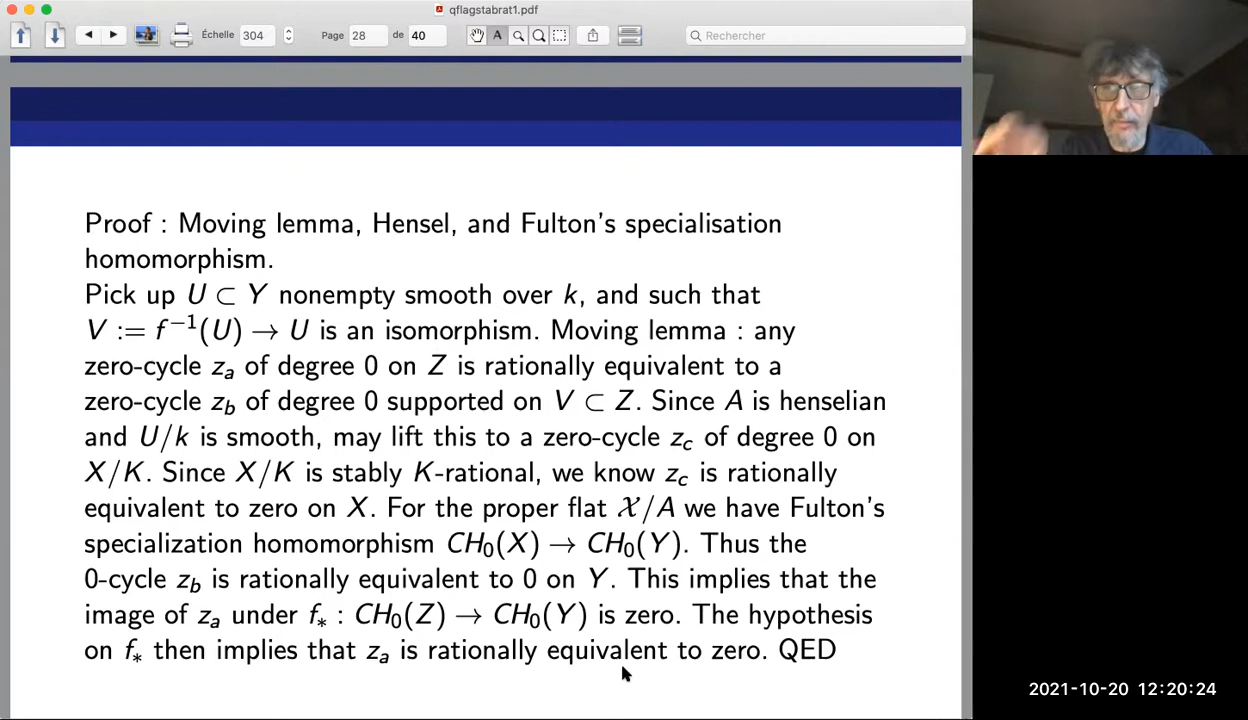 qflagstabrat1.pdf
Échelle 304 Page 28 de 40 A Rechercher
Proof : Moving lemma, Hensel, and Fulton's specialisation
homomorphism.
Pick up U ⊂ Y nonempty smooth over k, and such that
V := f⁻¹(U) → U is an isomorphism. Moving lemma : any
zero-cycle zₐ of degree 0 on Z is rationally equivalent to a
zero-cycle z_b of degree 0 supported on V ⊂ Z. Since A is henselian
and U/k is smooth, may lift this to a zero-cycle z_c of degree 0 on
X/K. Since X/K is stably K-rational, we know z_c is rationally
equivalent to zero on X. For the proper flat 𝒳/A we have Fulton's
specialization homomorphism CH₀(X) → CH₀(Y). Thus the
0-cycle z_b is rationally equivalent to 0 on Y. This implies that the
image of zₐ under f_* : CH₀(Z) → CH₀(Y) is zero. The hypothesis
on f_* then implies that zₐ is rationally equivalent to zero. QED
2021-10-20 12:20:24